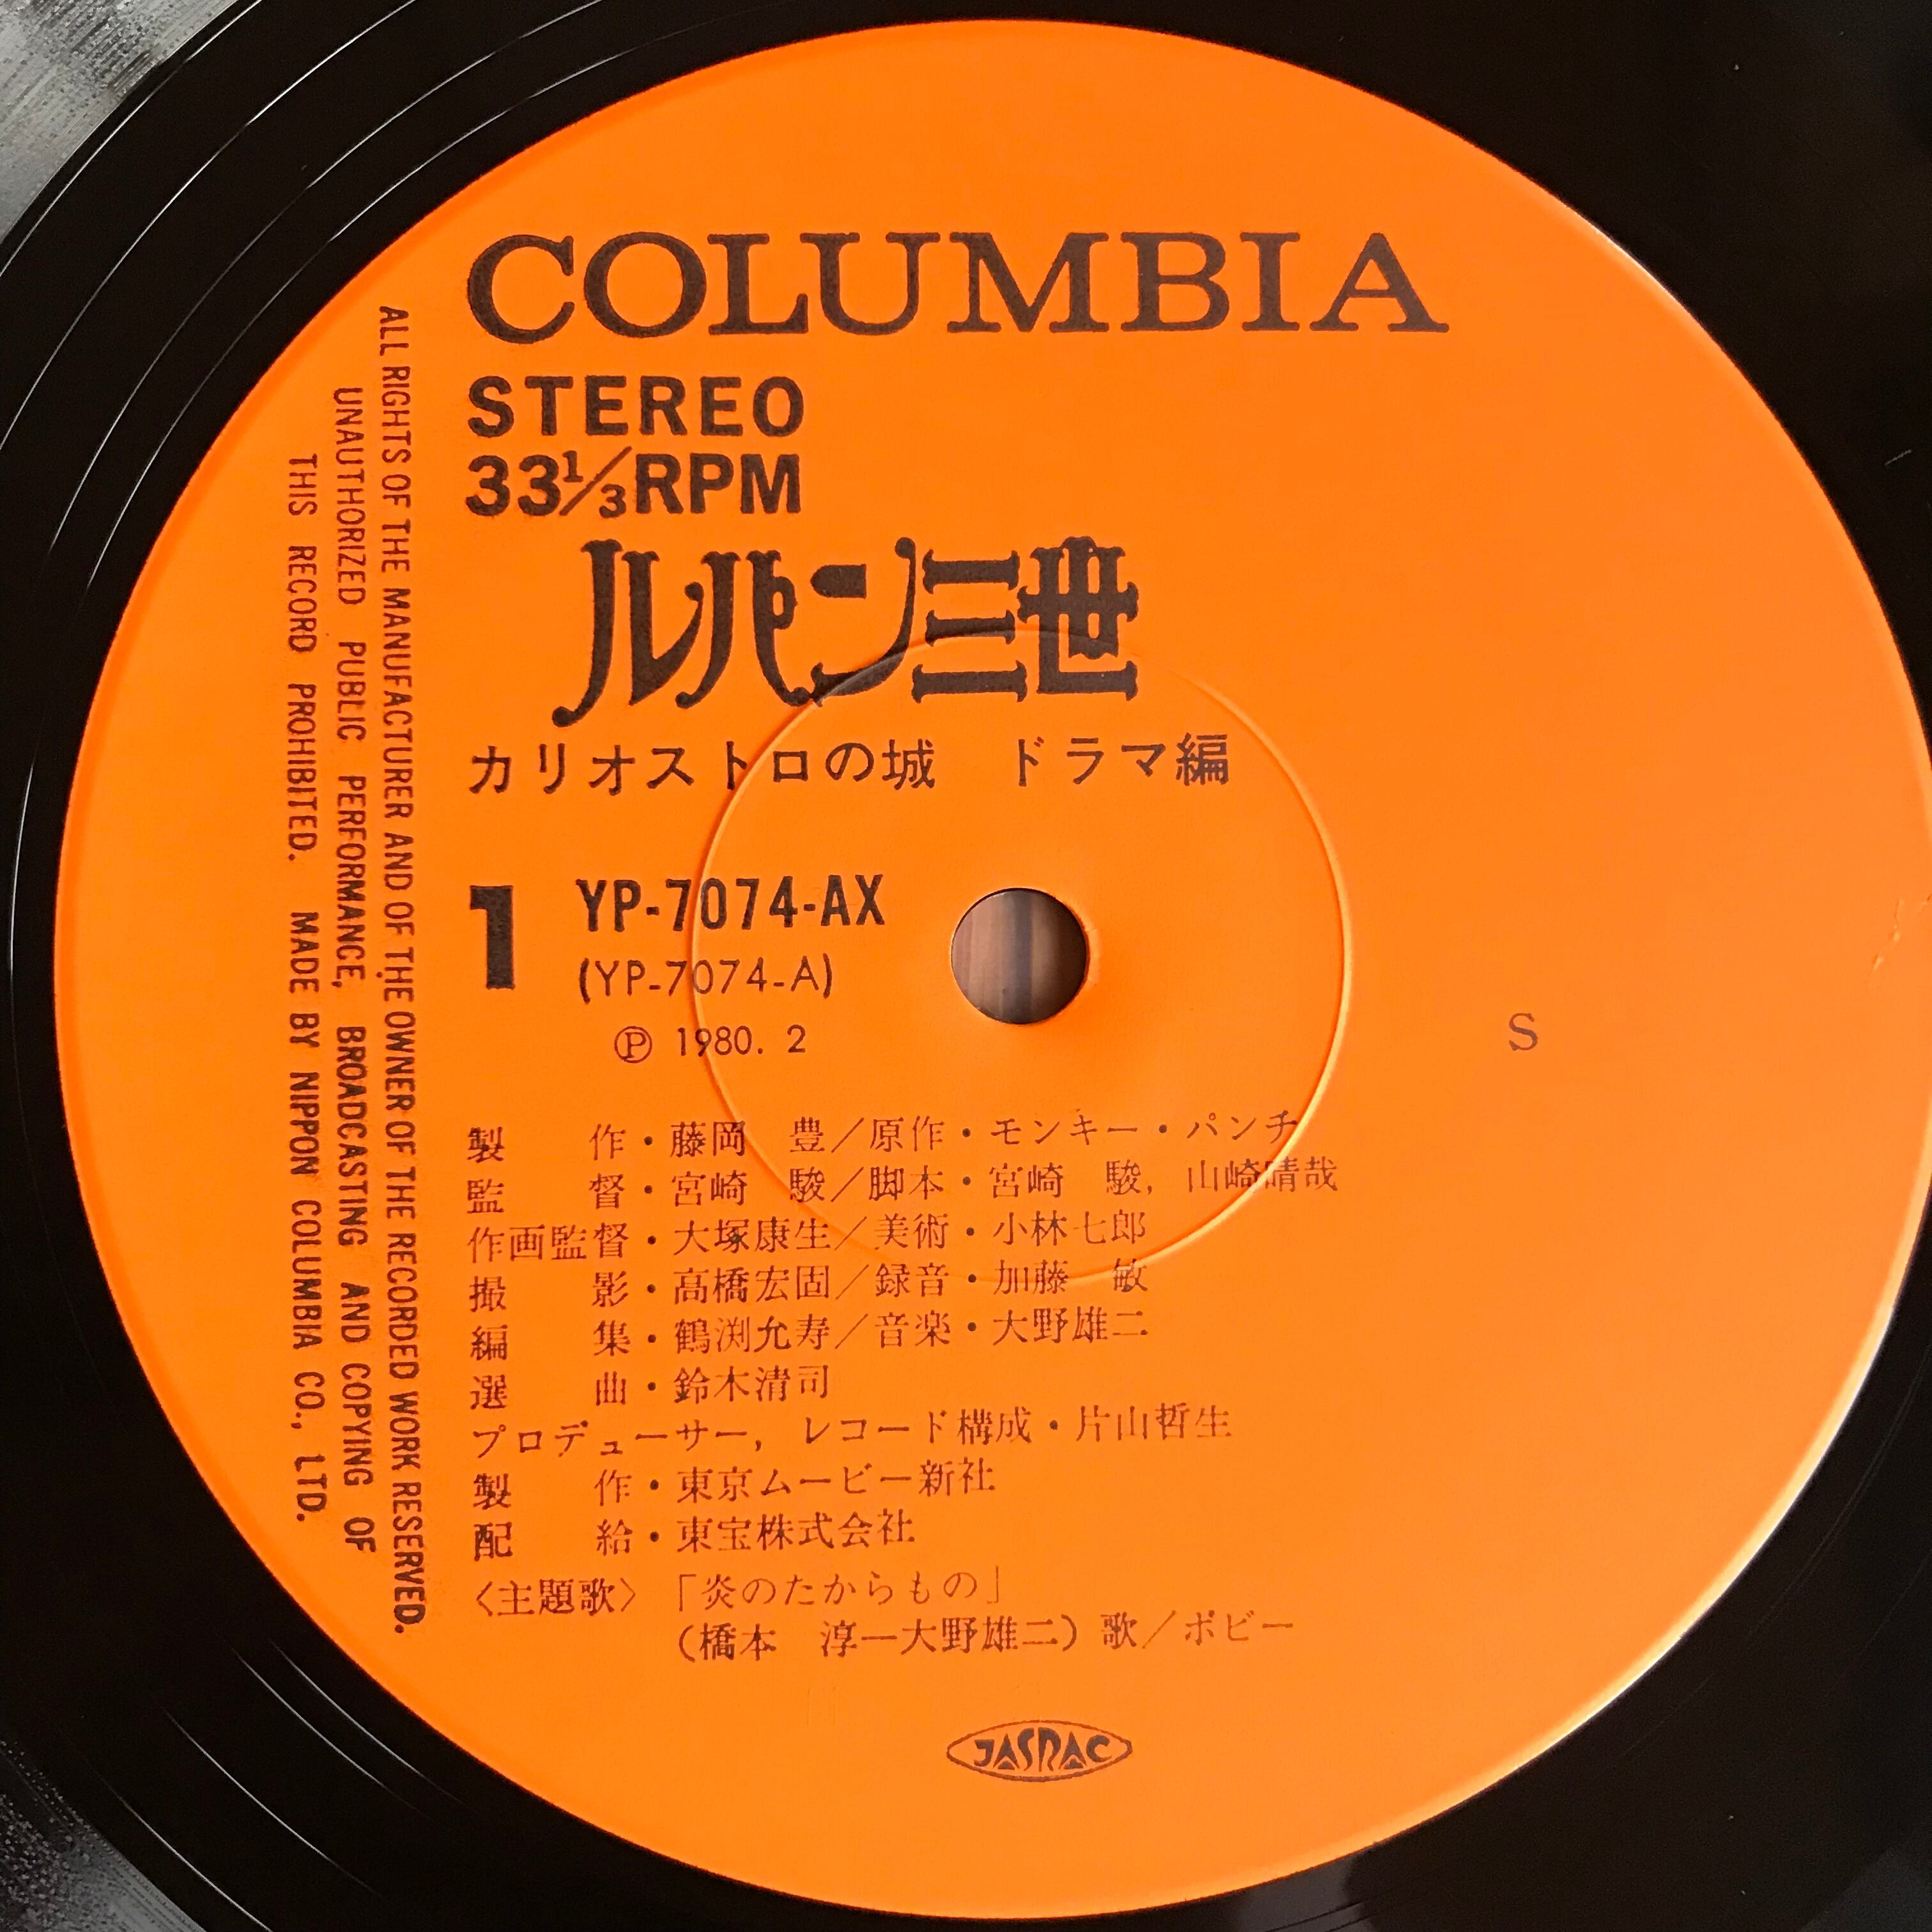 COLUMBIA
STEREO
33⅓RPM
ルパン三世
カリオストロの城　ドラマ編
1 YP-7074-AX
(YP-7074-A)
Ⓟ 1980. 2
S
製　　作・藤岡　豊／原作・モンキー・パンチ
監　　督・宮崎　駿／脚本・宮崎　駿，山崎晴哉
作画監督・大塚康生／美術・小林七郎
撮　　影・高橋宏固／録音・加藤　敏
編　　集・鶴渕允寿／音楽・大野雄二
選　　曲・鈴木清司
プロデューサー，レコード構成・片山哲生
製　　作・東京ムービー新社
配　　給・東宝株式会社
〈主題歌〉「炎のたからもの」
（橋本　淳―大野雄二）歌／ボビー
JASRAC
ALL RIGHTS OF THE MANUFACTURER AND OF THE OWNER OF THE RECORDED WORK RESERVED.
UNAUTHORIZED PUBLIC PERFORMANCE, BROADCASTING AND COPYING OF
THIS RECORD PROHIBITED. MADE BY NIPPON COLUMBIA CO., LTD.